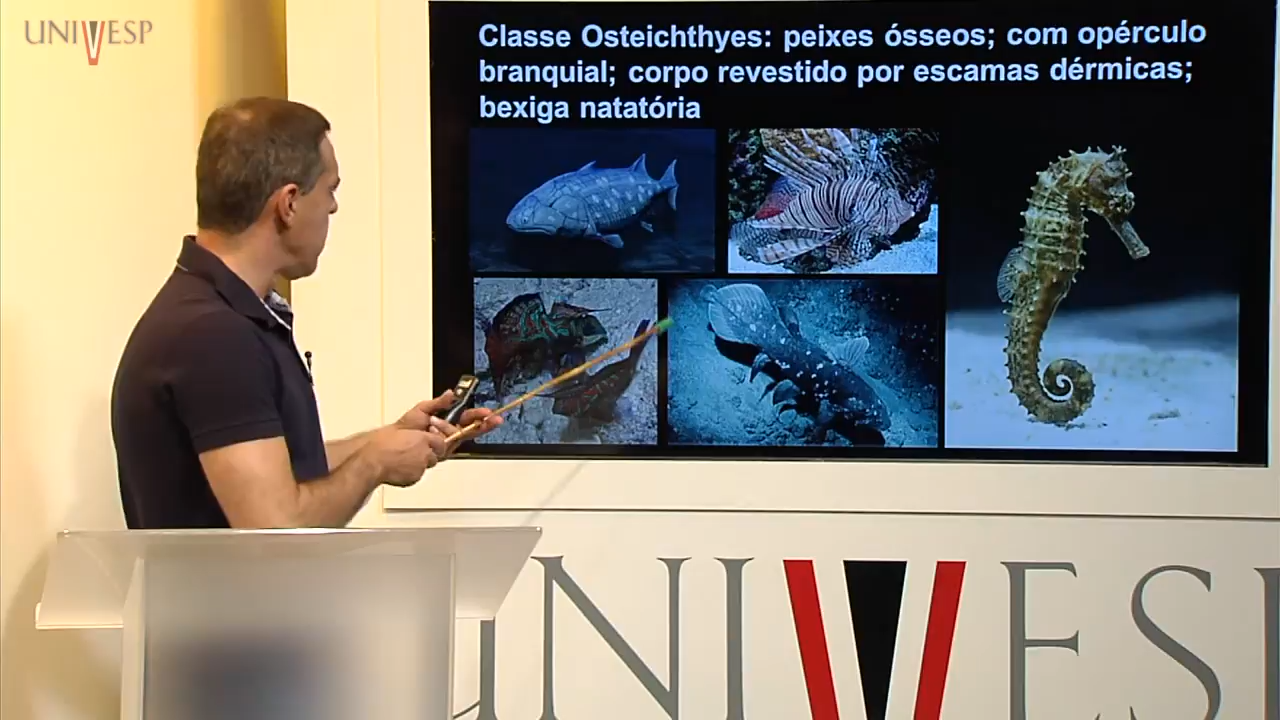 UNIVESP
Classe Osteichthyes: peixes ósseos; com opérculo
branquial; corpo revestido por escamas dérmicas;
bexiga natatória
UNIVESP